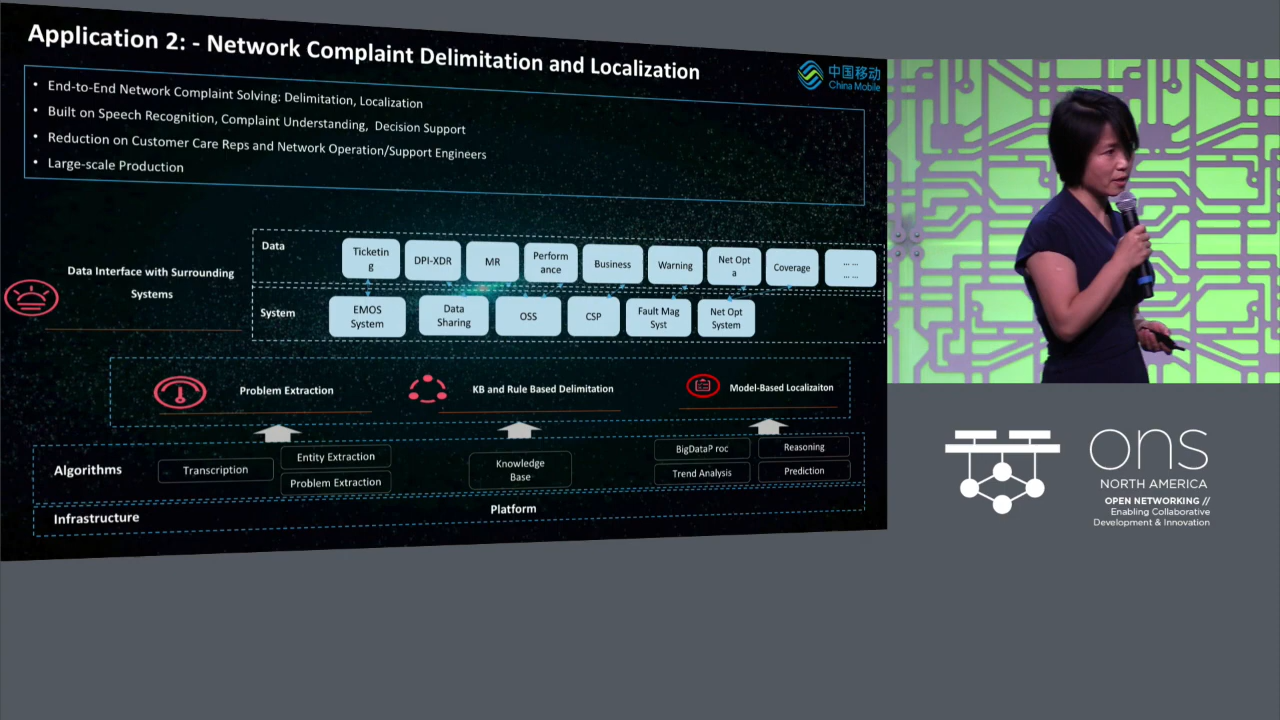 Application 2: - Network Complaint Delimitation and Localization
中国移动
China Mobile
• End-to-End Network Complaint Solving: Delimitation, Localization
• Built on Speech Recognition, Complaint Understanding, Decision Support
• Reduction on Customer Care Reps and Network Operation/Support Engineers
• Large-scale Production
Data Interface with Surrounding
Systems
Data
Ticketin
g
DPI-XDR
MR
Perform
ance
Business
Warning
Net Opt
a
Coverage
... ...
... ...
System
EMOS
System
Data
Sharing
OSS
CSP
Fault Mag
Syst
Net Opt
System
Problem Extraction
KB and Rule Based Delimitation
Model-Based Localizaiton
Algorithms
Transcription
Entity Extraction
Problem Extraction
Knowledge
Base
BigDataP roc
Reasoning
Trend Analysis
Prediction
Infrastructure
Platform
ons
NORTH AMERICA
OPEN NETWORKING //
Enabling Collaborative
Development & Innovation